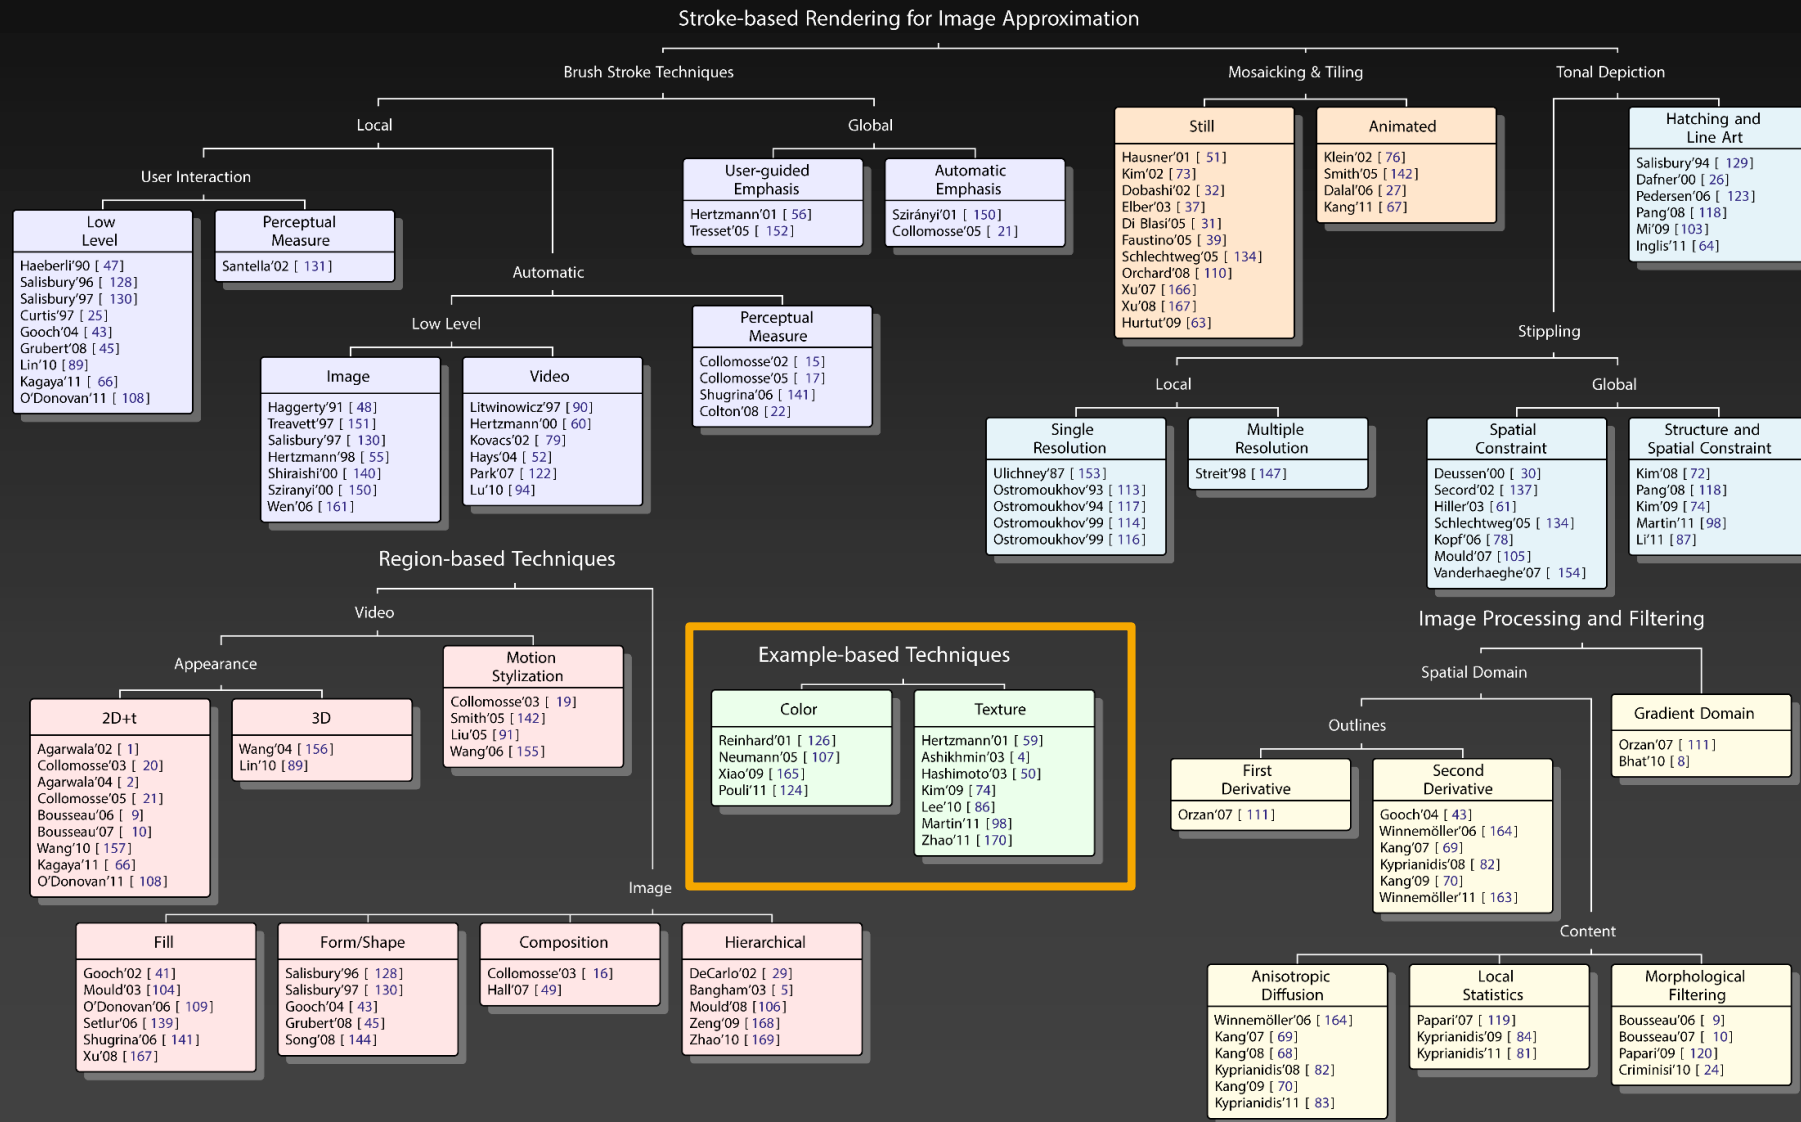 Stroke-based Rendering for Image Approximation
Brush Stroke Techniques
Mosaicking & Tiling
Tonal Depiction
Local
Global
User Interaction
Low
Level
Haeberli'90 [ 47]
Salisbury'96 [ 128]
Salisbury'97 [ 130]
Curtis'97 [ 25]
Gooch'04 [ 43]
Grubert'08 [ 45]
Lin'10 [ 89]
Kagaya'11 [ 66]
O'Donovan'11 [ 108]
Perceptual
Measure
Santella'02 [ 131]
Automatic
Low Level
Image
Haggerty'91 [ 48]
Treavett'97 [ 151]
Salisbury'97 [ 130]
Hertzmann'98 [ 55]
Shiraishi'00 [ 140]
Sziranyi'00 [ 150]
Wen'06 [ 161]
Video
Litwinowicz'97 [ 90]
Hertzmann'00 [ 60]
Kovacs'02 [ 79]
Hays'04 [ 52]
Park'07 [ 122]
Lu'10 [ 94]
Perceptual
Measure
Collomosse'02 [ 15]
Collomosse'05 [ 17]
Shugrina'06 [ 141]
Colton'08 [ 22]
User-guided
Emphasis
Hertzmann'01 [ 56]
Tresset'05 [ 152]
Automatic
Emphasis
Szirányi'01 [ 150]
Collomosse'05 [ 21]
Still
Hausner'01 [ 51]
Kim'02 [ 73]
Dobashi'02 [ 32]
Elber'03 [ 37]
Di Blasi'05 [ 31]
Faustino'05 [ 39]
Schlechtweg'05 [ 134]
Orchard'08 [ 110]
Xu'07 [ 166]
Xu'08 [ 167]
Hurtut'09 [63]
Animated
Klein'02 [ 76]
Smith'05 [ 142]
Dalal'06 [ 27]
Kang'11 [ 67]
Hatching and
Line Art
Salisbury'94 [ 129]
Dafner'00 [ 26]
Pedersen'06 [ 123]
Pang'08 [ 118]
Mi'09 [ 103]
Inglis'11 [ 64]
Stippling
Local
Global
Single
Resolution
Ulichney'87 [ 153]
Ostromoukhov'93 [ 113]
Ostromoukhov'94 [ 117]
Ostromoukhov'99 [ 114]
Ostromoukhov'99 [ 116]
Multiple
Resolution
Streit'98 [ 147]
Spatial
Constraint
Deussen'00 [ 30]
Secord'02 [ 137]
Hiller'03 [ 61]
Schlechtweg'05 [ 134]
Kopf'06 [ 78]
Mould'07 [ 105]
Vanderhaeghe'07 [ 154]
Structure and
Spatial Constraint
Kim'08 [ 72]
Pang'08 [ 118]
Kim'09 [ 74]
Martin'11 [ 98]
Li'11 [ 87]
Region-based Techniques
Video
Appearance
2D+t
Agarwala'02 [ 1]
Collomosse'03 [ 20]
Agarwala'04 [ 2]
Collomosse'05 [ 21]
Bousseau'06 [ 9]
Bousseau'07 [ 10]
Wang'10 [ 157]
Kagaya'11 [ 66]
O'Donovan'11 [ 108]
3D
Wang'04 [ 156]
Lin'10 [ 89]
Motion
Stylization
Collomosse'03 [ 19]
Smith'05 [ 142]
Liu'05 [ 91]
Wang'06 [ 155]
Image
Fill
Gooch'02 [ 41]
Mould'03 [ 104]
O'Donovan'06 [ 109]
Setlur'06 [ 139]
Shugrina'06 [ 141]
Xu'08 [ 167]
Form/Shape
Salisbury'96 [ 128]
Salisbury'97 [ 130]
Gooch'04 [ 43]
Grubert'08 [ 45]
Song'08 [ 144]
Composition
Collomosse'03 [ 16]
Hall'07 [ 49]
Hierarchical
DeCarlo'02 [ 29]
Bangham'03 [ 5]
Mould'08 [ 106]
Zeng'09 [ 168]
Zhao'10 [ 169]
Example-based Techniques
Color
Reinhard'01 [ 126]
Neumann'05 [ 107]
Xiao'09 [ 165]
Pouli'11 [ 124]
Texture
Hertzmann'01 [ 59]
Ashikhmin'03 [ 4]
Hashimoto'03 [ 50]
Kim'09 [ 74]
Lee'10 [ 86]
Martin'11 [ 98]
Zhao'11 [ 170]
Image Processing and Filtering
Spatial Domain
Outlines
First
Derivative
Orzan'07 [ 111]
Second
Derivative
Gooch'04 [ 43]
Winnemöller'06 [ 164]
Kang'07 [ 69]
Kyprianidis'08 [ 82]
Kang'09 [ 70]
Winnemöller'11 [ 163]
Gradient Domain
Orzan'07 [ 111]
Bhat'10 [ 8]
Content
Anisotropic
Diffusion
Winnemöller'06 [ 164]
Kang'07 [ 69]
Kang'08 [ 68]
Kyprianidis'08 [ 82]
Kang'09 [ 70]
Kyprianidis'11 [ 83]
Local
Statistics
Papari'07 [ 119]
Kyprianidis'09 [ 84]
Kyprianidis'11 [ 81]
Morphological
Filtering
Bousseau'06 [ 9]
Bousseau'07 [ 10]
Papari'09 [ 120]
Criminisi'10 [ 24]